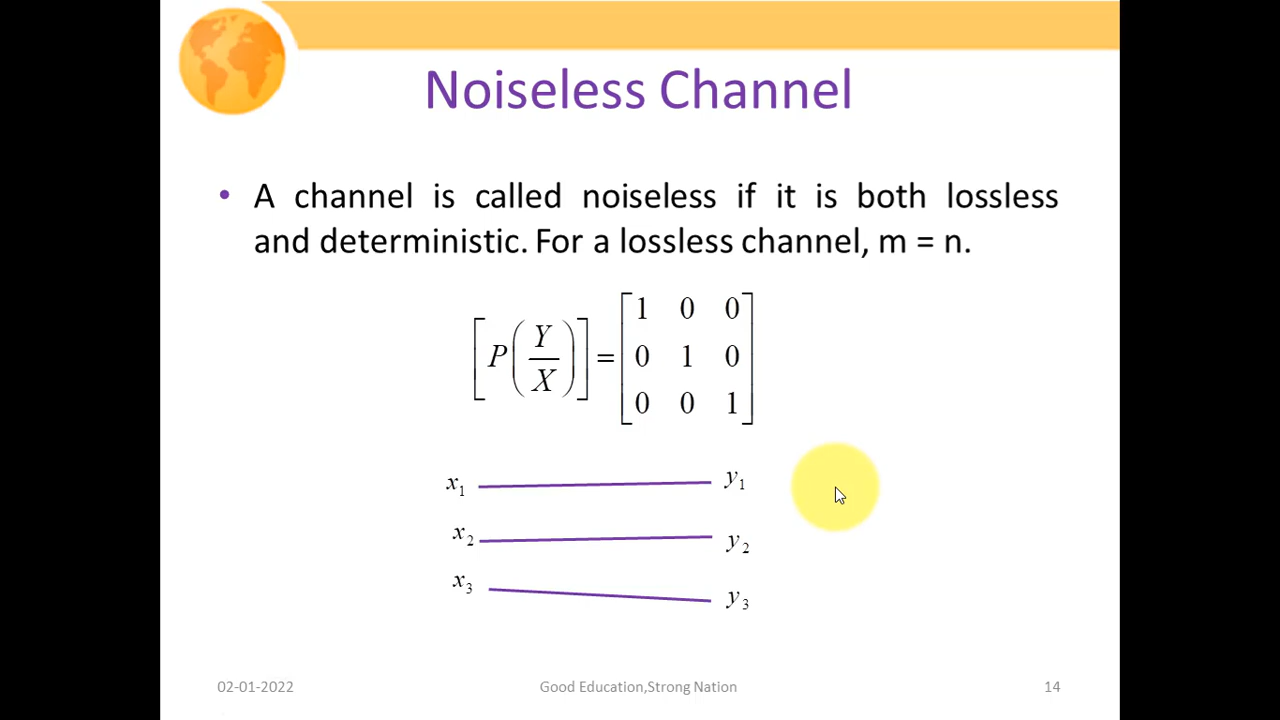 Noiseless Channel
• A channel is called noiseless if it is both lossless
and deterministic. For a lossless channel, m = n.
[P(Y/X)] = [1 0 0
0 1 0
0 0 1]
x₁ y₁
x₂ y₂
x₃ y₃
02-01-2022 Good Education,Strong Nation 14